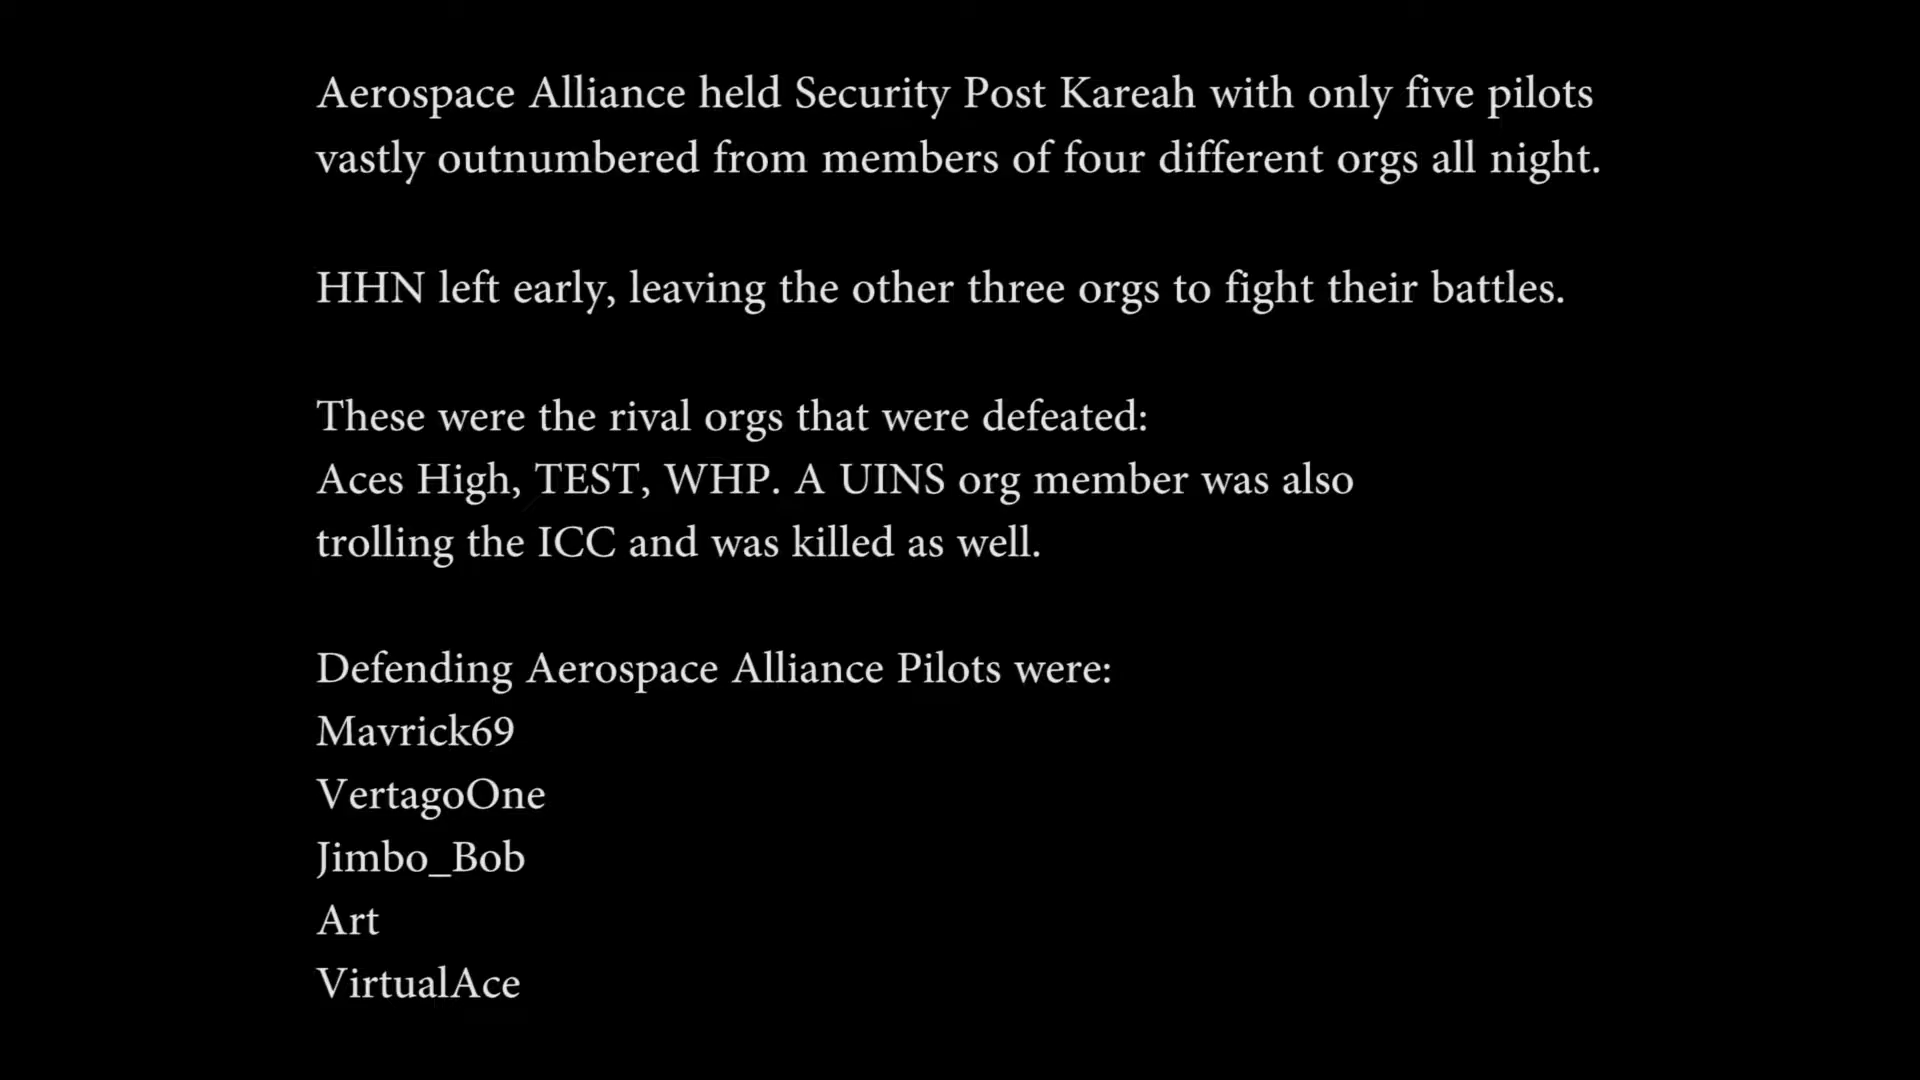 Aerospace Alliance held Security Post Kareah with only five pilots
vastly outnumbered from members of four different orgs all night.
HHN left early, leaving the other three orgs to fight their battles.
These were the rival orgs that were defeated:
Aces High, TEST, WHP. A UINS org member was also
trolling the ICC and was killed as well.
Defending Aerospace Alliance Pilots were:
Mavrick69
VertagoOne
Jimbo_Bob
Art
VirtualAce